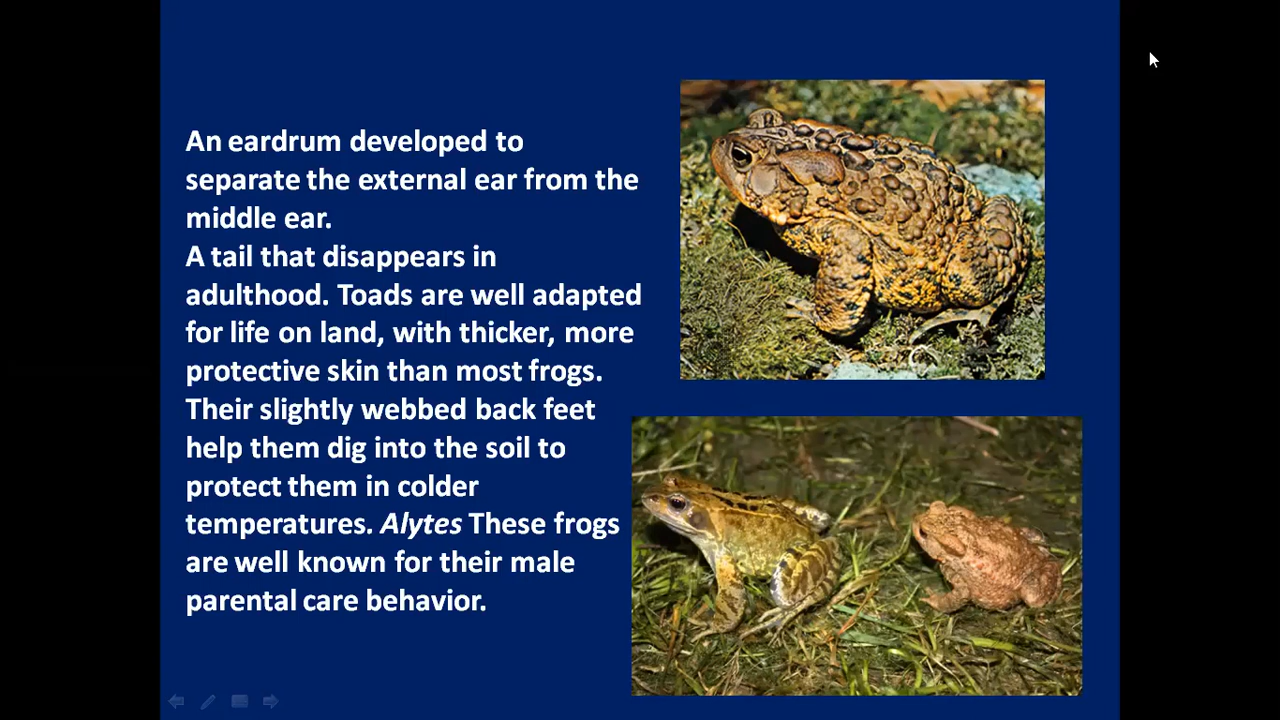 An eardrum developed to
separate the external ear from the
middle ear.
A tail that disappears in
adulthood. Toads are well adapted
for life on land, with thicker, more
protective skin than most frogs.
Their slightly webbed back feet
help them dig into the soil to
protect them in colder
temperatures. Alytes These frogs
are well known for their male
parental care behavior.